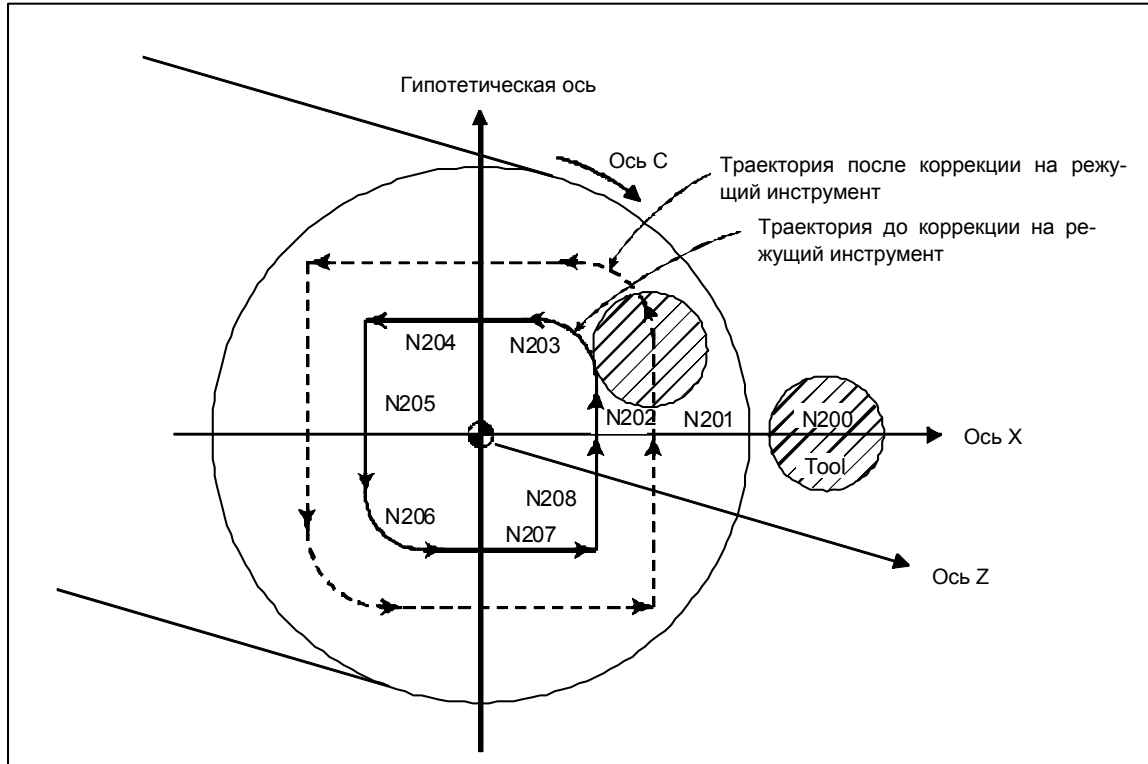 Гипотетическая ось
Ось C
Траектория после коррекции на режу-
щий инструмент
Траектория до коррекции на ре-
жущий инструмент
N204
N203
N205
N202
N201
N200
Ось X
Tool
N208
N206
N207
Ось Z